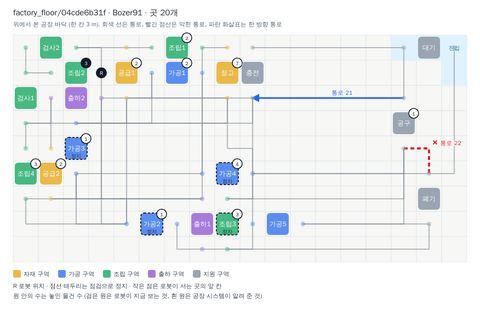 factory_floor/04cde6b31f · Bozer91 · 곳 20개
위에서 본 공장 바닥 (한 칸 3 m). 회색 선은 통로, 빨간 점선은 막힌 통로, 파란 화살표는 한 방향 통로
검사2
조립1
2
대기
진입
조립2
3
R
공급1
2
가공1
2
창고
7
충전
검사1
출하2
통로 21
공구
1
가공3
1
✕ 통로 22
조립4
3
공급2
2
가공4
4
폐기
가공2
1
출하1
조립3
3
가공5
자재 구역
가공 구역
조립 구역
출하 구역
지원 구역
R 로봇 위치 · 점선 테두리는 점검으로 정지 · 작은 점은 로봇이 서는 곳의 앞 칸
원 안의 수는 놓인 물건 수 (검은 원은 로봇이 지금 보는 것, 흰 원은 공장 시스템이 알려 준 것)